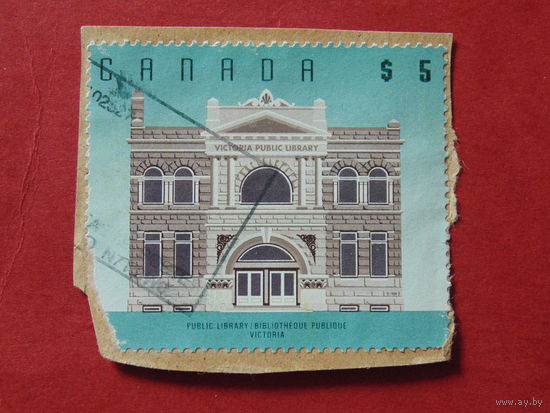 CANADA $5
VICTORIA PUBLIC LIBRARY
PUBLIC LIBRARY / BIBLIOTHÈQUE PUBLIQUE
VICTORIA
www.ay.by